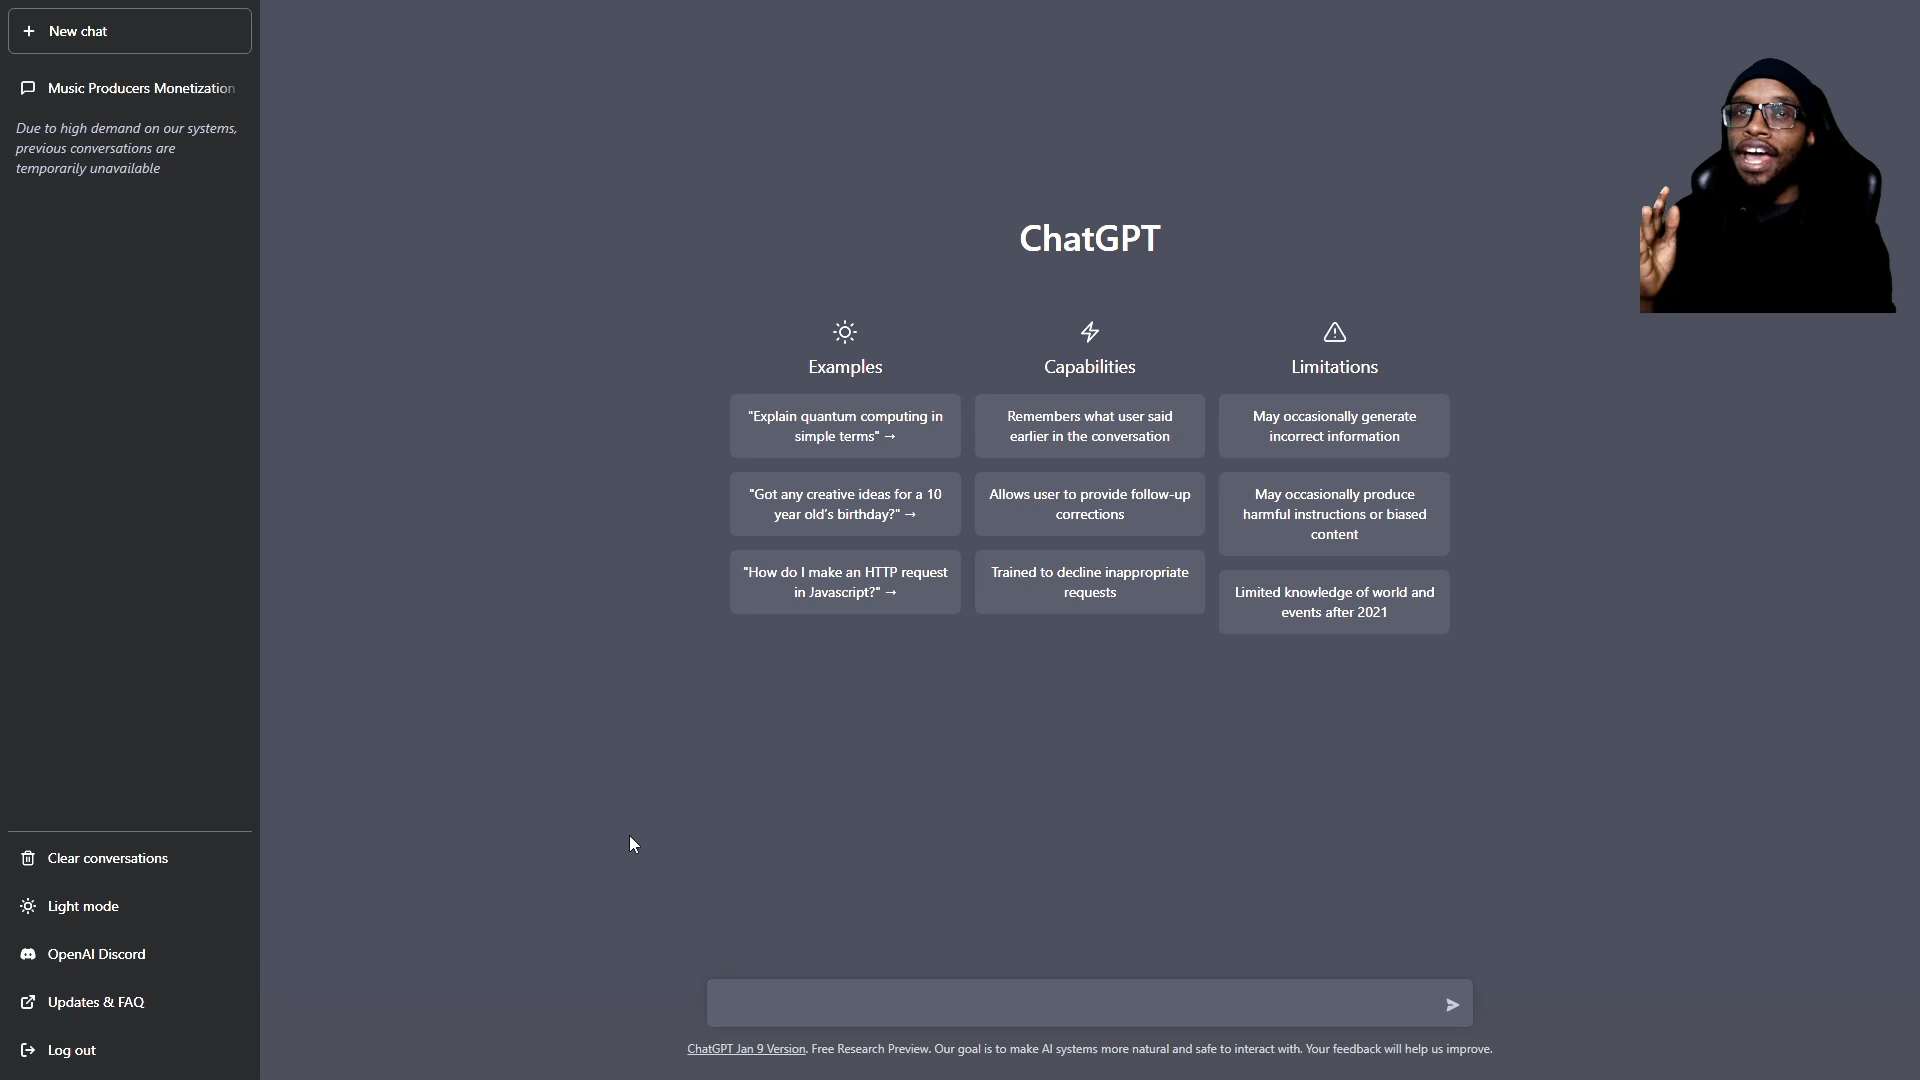 New chat
Music Producers Monetization
Due to high demand on our systems,
previous conversations are
temporarily unavailable
ChatGPT
Examples
"Explain quantum computing in
simple terms" →
"Got any creative ideas for a 10
year old's birthday?" →
"How do I make an HTTP request
in Javascript?" →
Capabilities
Remembers what user said
earlier in the conversation
Allows user to provide follow-up
corrections
Trained to decline inappropriate
requests
Limitations
May occasionally generate
incorrect information
May occasionally produce
harmful instructions or biased
content
Limited knowledge of world and
events after 2021
Clear conversations
Light mode
OpenAI Discord
Updates & FAQ
Log out
ChatGPT Jan 9 Version. Free Research Preview. Our goal is to make AI systems more natural and safe to interact with. Your feedback will help us improve.